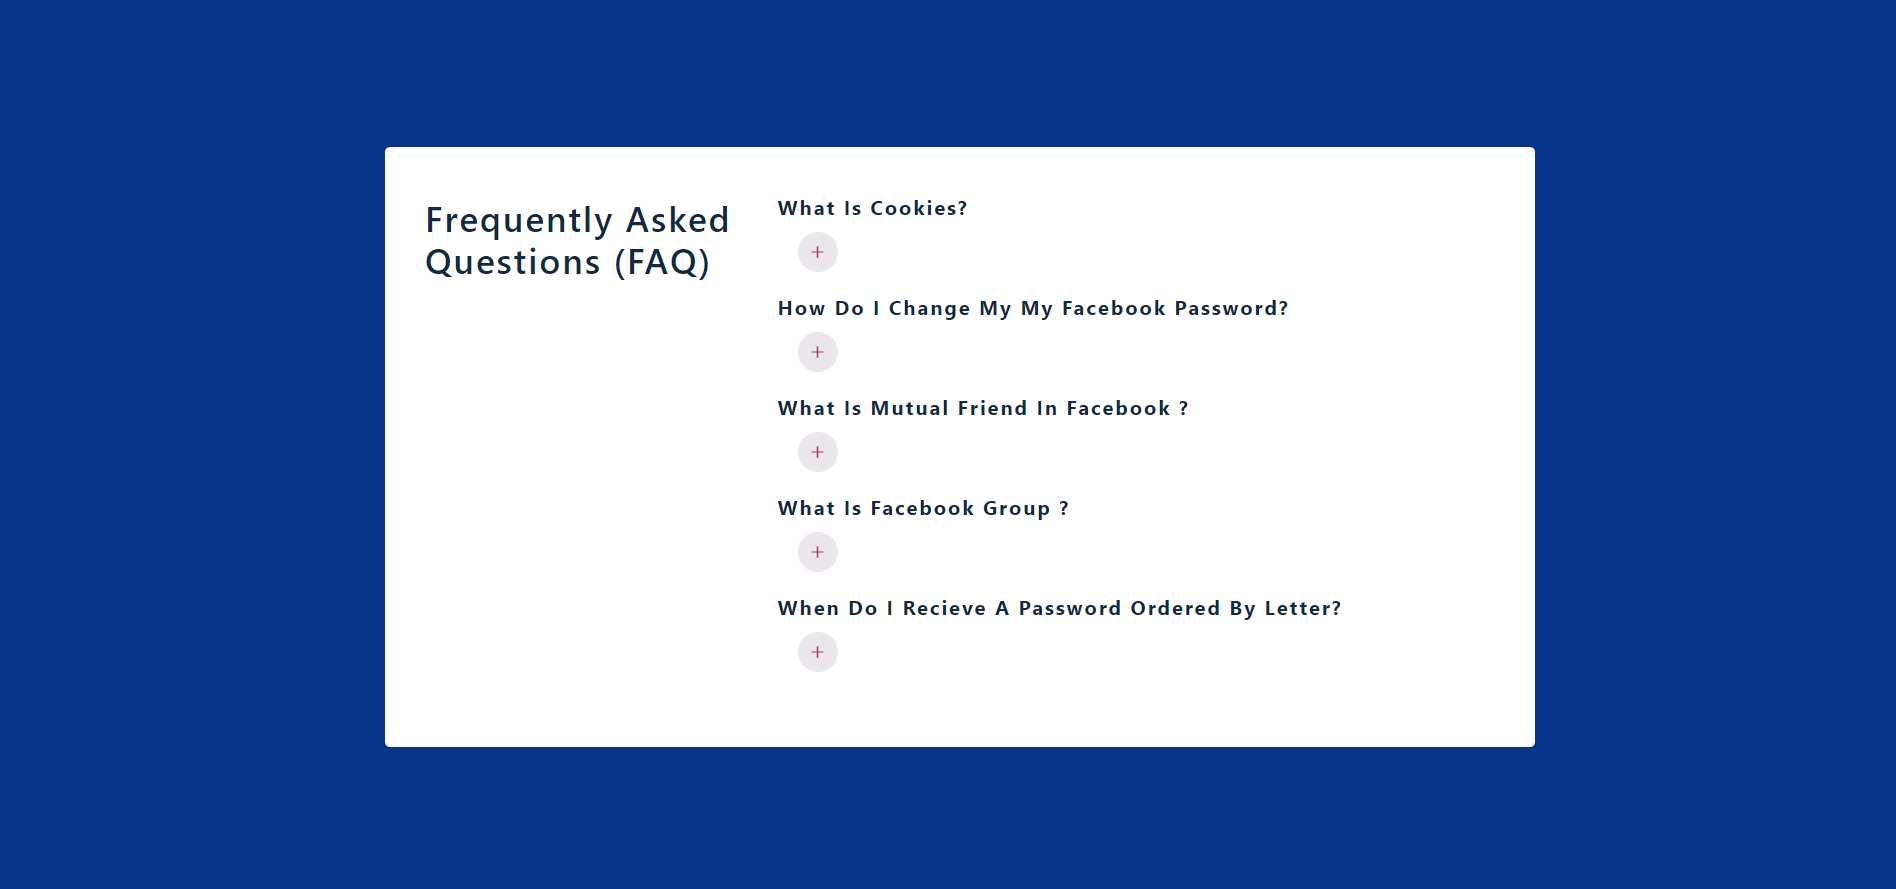 Frequently Asked
Questions (FAQ)
What Is Cookies?
+
How Do I Change My My Facebook Password?
+
What Is Mutual Friend In Facebook ?
+
What Is Facebook Group ?
+
When Do I Recieve A Password Ordered By Letter?
+